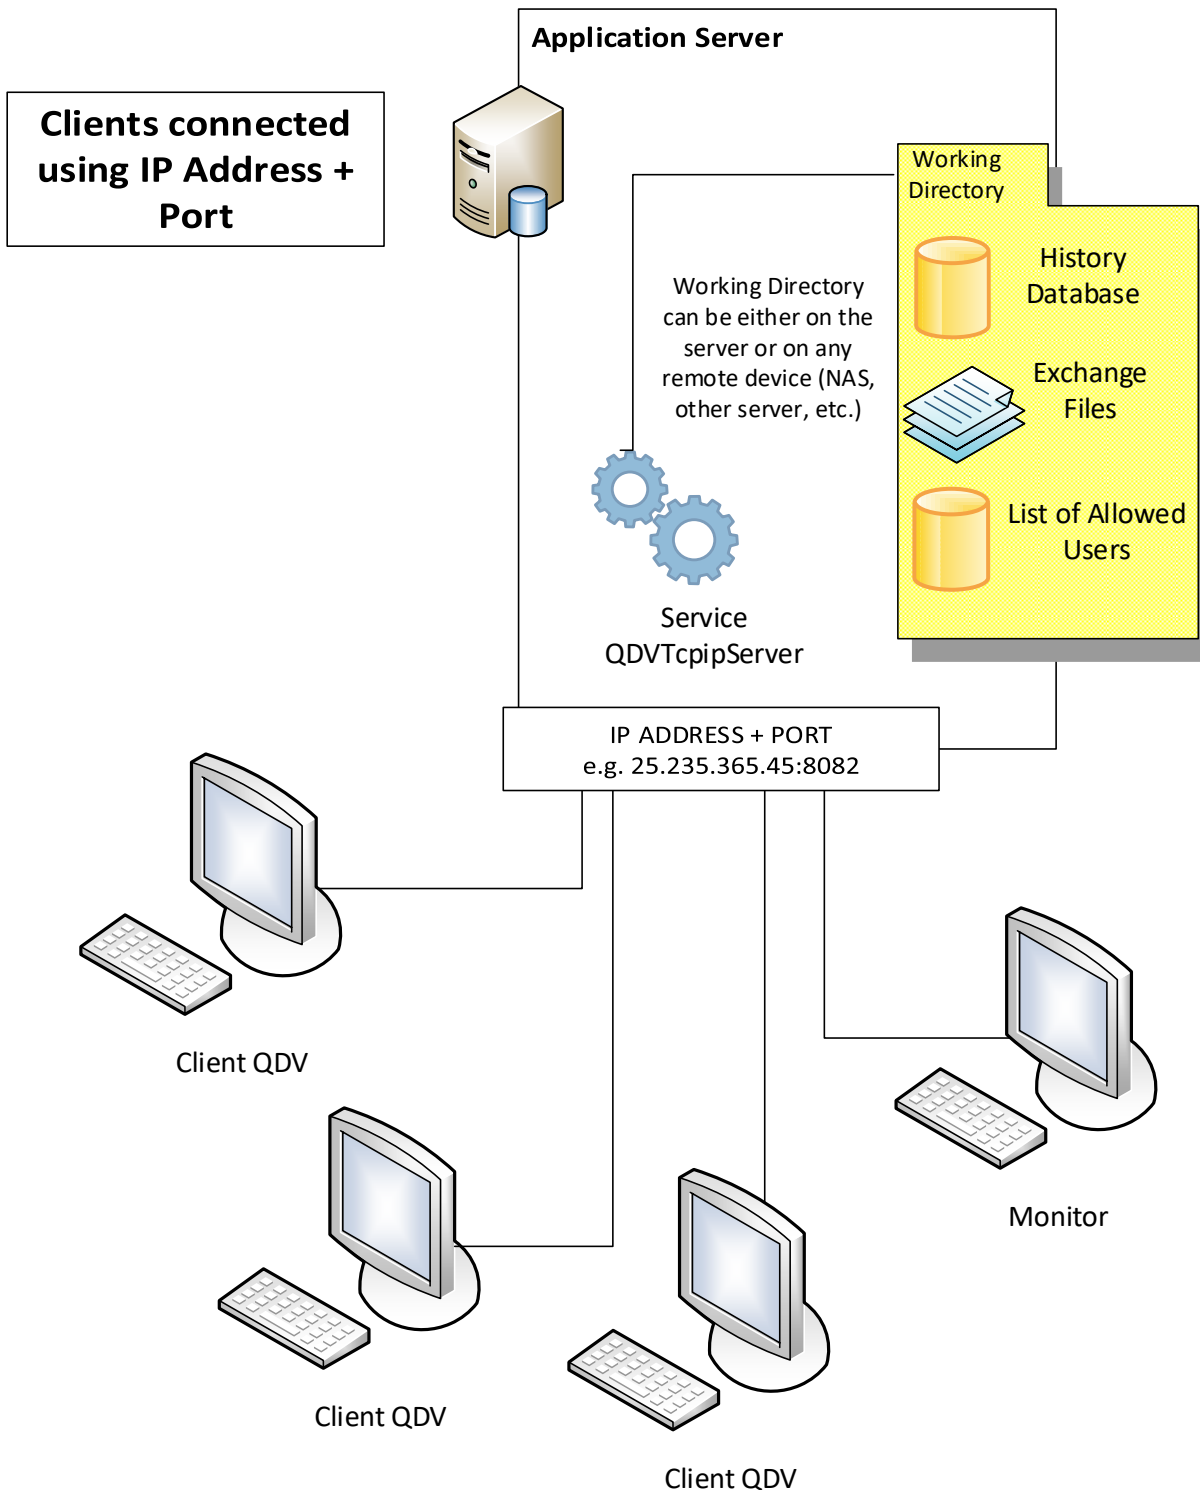 Application Server
Clients connected
using IP Address +
Port
Working
Directory
History
Database
Working Directory
can be either on the
server or on any
remote device (NAS,
other server, etc.)
Exchange
Files
List of Allowed
Users
Service
QDVTcpipServer
IP ADDRESS + PORT
e.g. 25.235.365.45:8082
Client QDV
Monitor
Client QDV
Client QDV